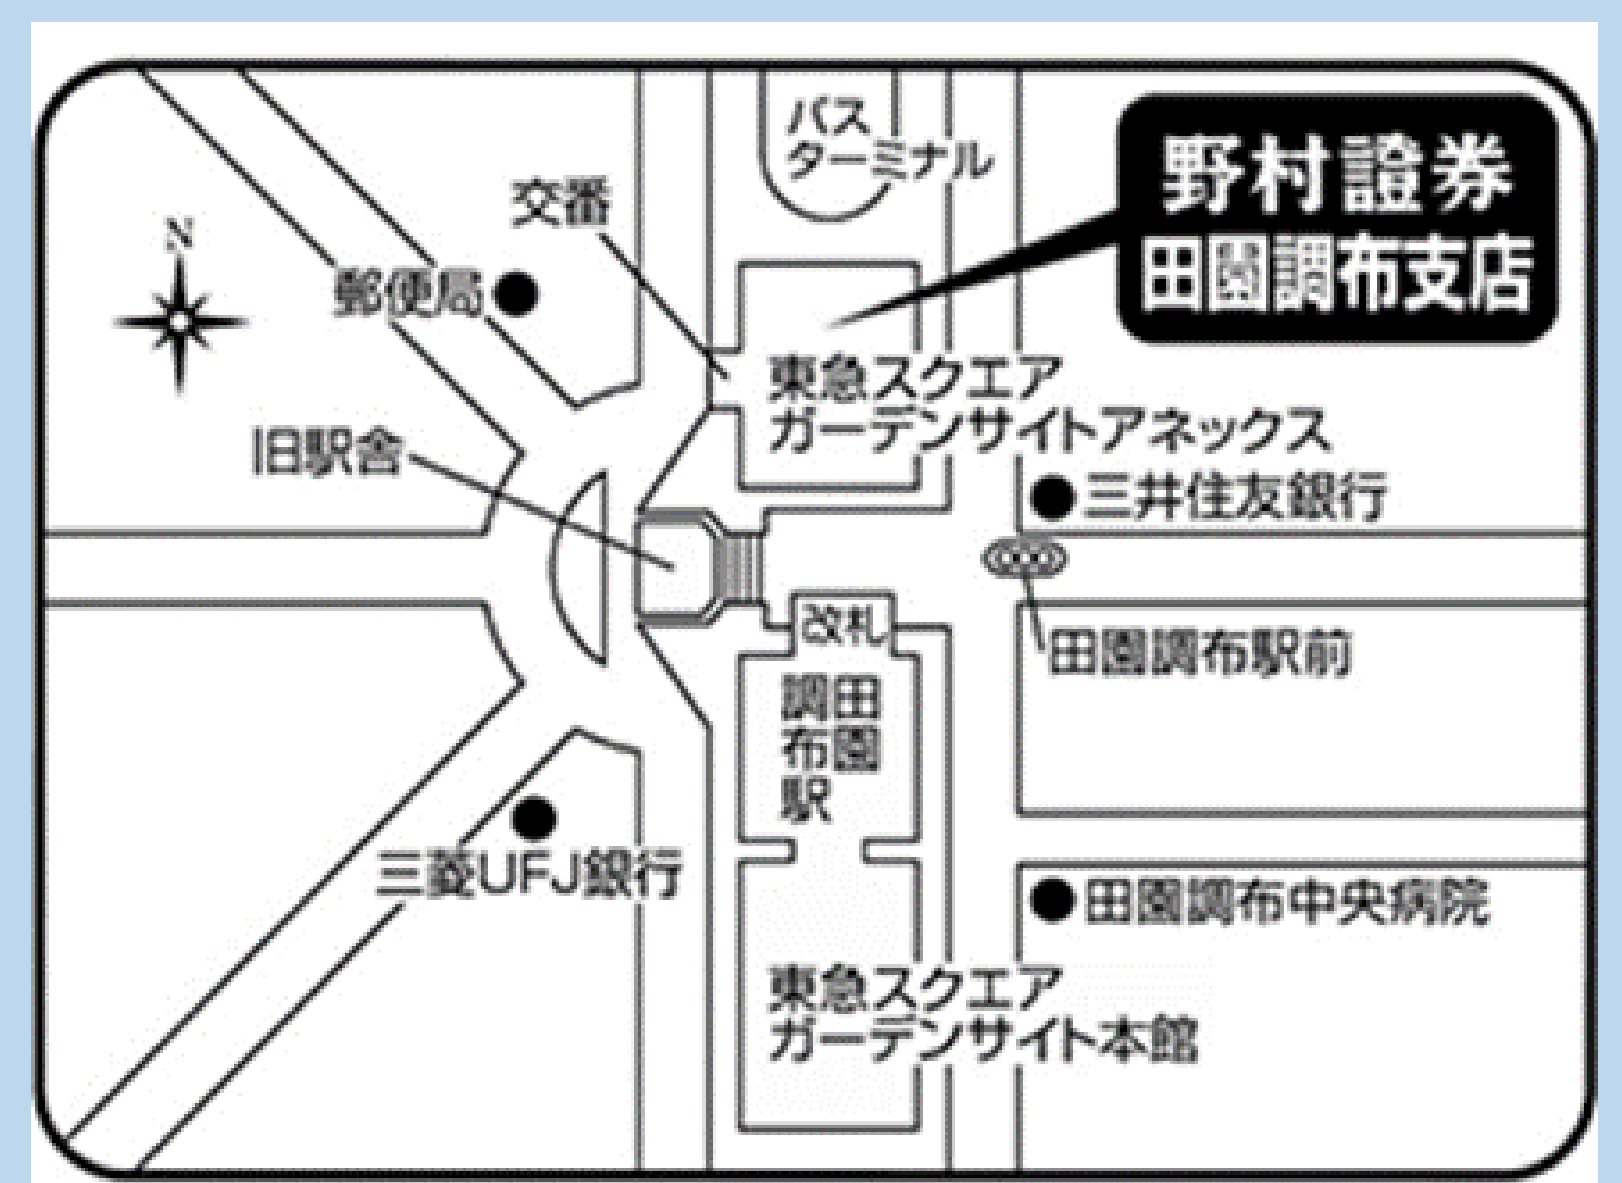 バス
ターミナル
野村證券
田園調布支店
交番
N
郵便局
東急スクエア
ガーデンサイトアネックス
旧駅舎
三井住友銀行
改札
田園調布駅前
田園
調布
駅
三菱UFJ銀行
田園調布中央病院
東急スクエア
ガーデンサイト本館